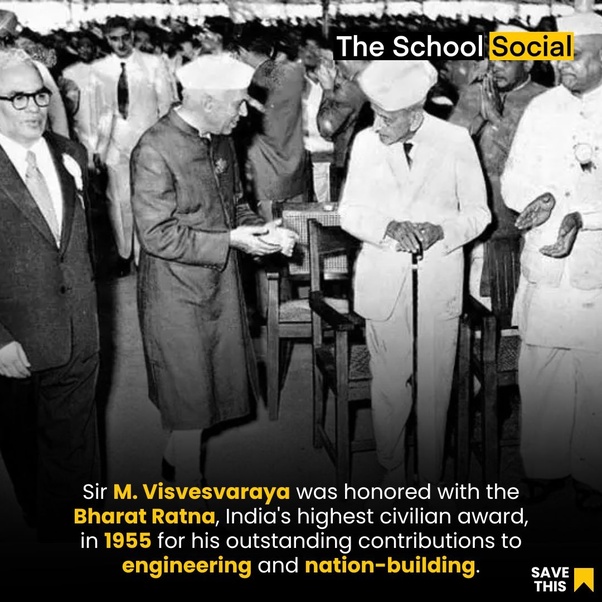 The School Social
Sir M. Visvesvaraya was honored with the
Bharat Ratna, India's highest civilian award,
in 1955 for his outstanding contributions to
engineering and nation-building.
SAVE
THIS